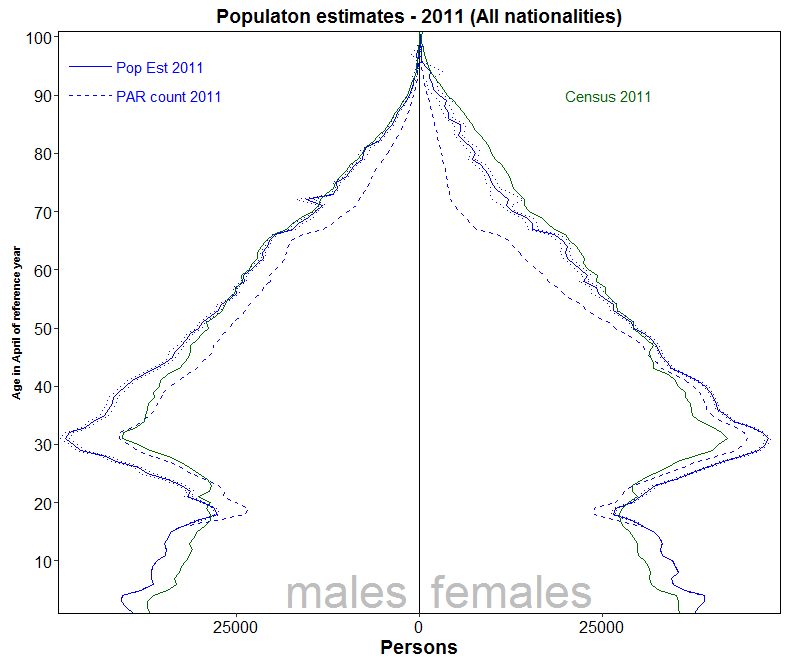 Populaton estimates - 2011 (All nationalities)
Pop Est 2011
PAR count 2011
Census 2011
Age in April of reference year
100
90
80
70
60
50
40
30
20
10
males females
25000 0 25000
Persons